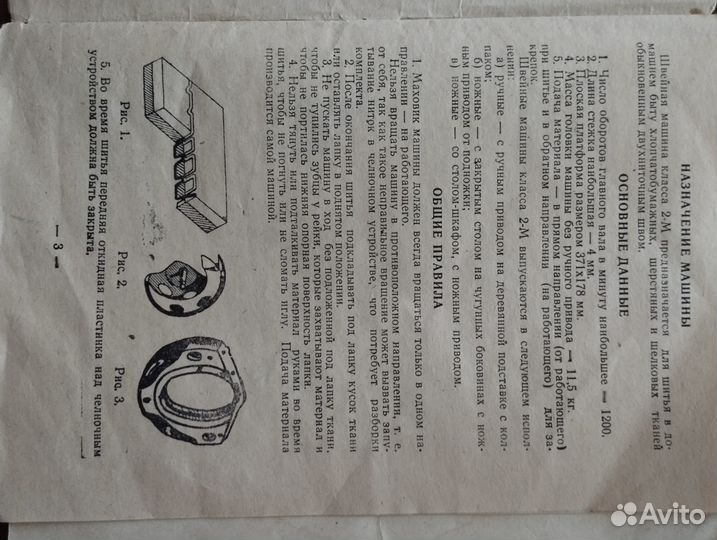 НАЗНАЧЕНИЕ МАШИНЫ
Швейная машина класса 2-М предназначается для шитья в до-
машнем быту хлопчатобумажных, шерстяных и шелковых тканей
обыкновенным двухниточным швом.
ОСНОВНЫЕ ДАННЫЕ
1. Число оборотов главного вала в минуту наибольшее — 1200.
2. Длина стежка наибольшая — 4 мм.
3. Плоская платформа размером 371х178 мм.
4. Масса головки машины без ручного привода — 11,5 кг.
5. Подача материала — в прямом направлении (от работающего)
при шитье и в обратном направлении (на работающего) для за-
крепок.
Швейные машины класса 2-М выпускаются в следующем испол-
нении:
а) ручные — с ручным приводом на деревянной подставке с кол-
паком;
б) ножные — с закрытым столом на чугунных боковинах с нож-
ным приводом от подножки;
в) ножные — со столом-шкафом, с ножным приводом.
ОБЩИЕ ПРАВИЛА
1. Маховик машины должен всегда вращаться только в одном на-
правлении — на работающего.
Нельзя вращать машину в противоположном направлении, т. е.
от себя, так как такое неправильное вращение может вызвать запу-
тывание ниток в челночном устройстве, что потребует разборки
комплекта.
2. После окончания шитья подкладывать под лапку кусок ткани
или оставлять лапку в поднятом положении.
3. Не пускать машину в ход без подложенной под лапку ткани,
чтобы не тупились зубцы у рейки, которые захватывают материал и
чтобы не портилась нижняя опорная поверхность лапки.
4. Нельзя тянуть или подталкивать материал руками во время
шитья, чтобы не погнуть или не сломать иглу. Подача материала
производится самой машиной.
Рис. 1.
Рис. 2.
Рис. 3.
5. Во время шитья передняя откидная пластинка над челночным
устройством должна быть закрыта.
— 3 —
Avito